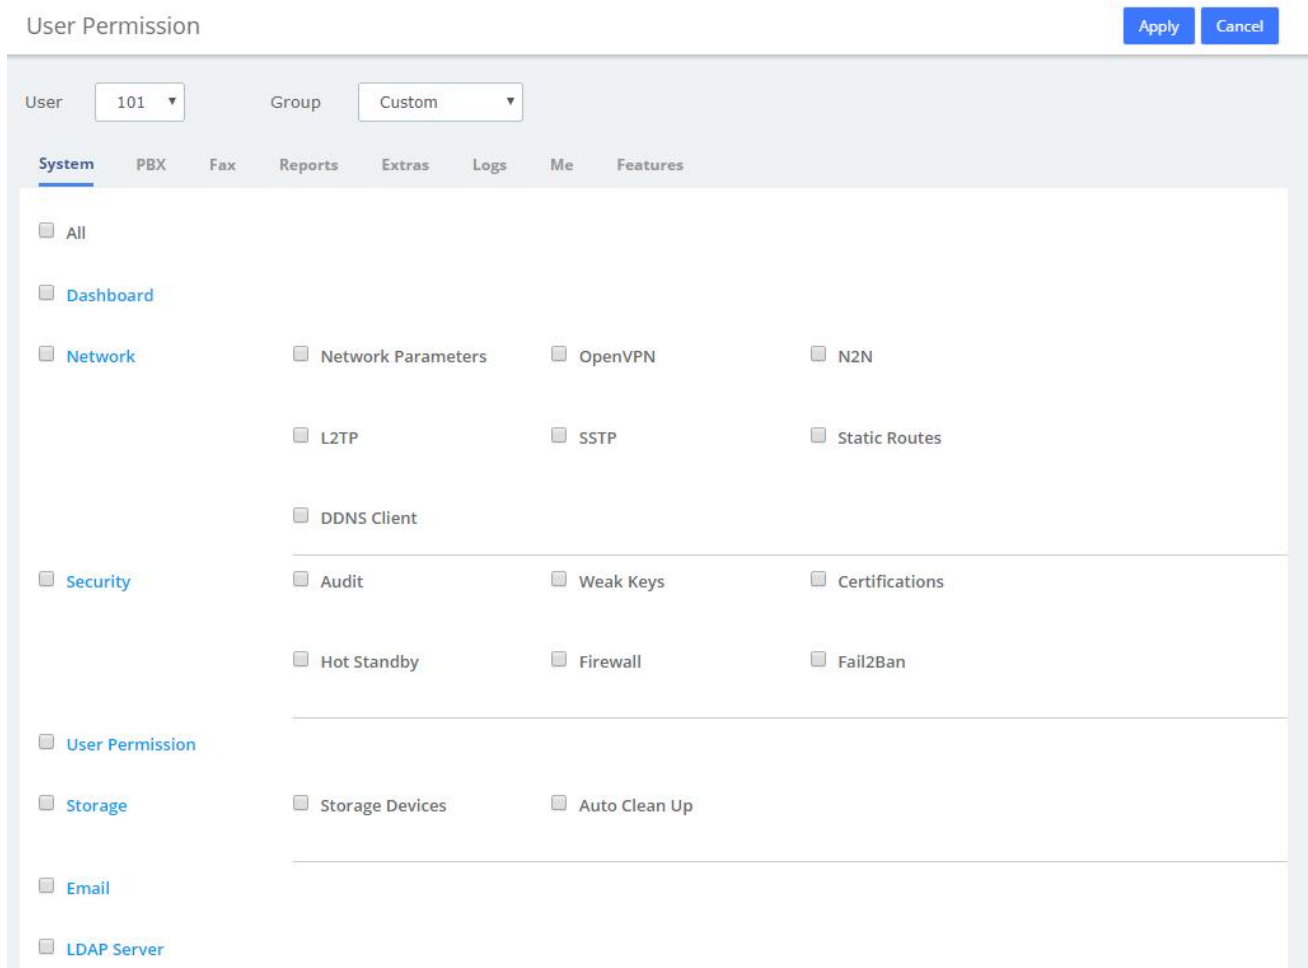 User Permission Apply Cancel
User 101 Group Custom
System PBX Fax Reports Extras Logs Me Features
All
Dashboard
Network Network Parameters OpenVPN N2N
L2TP SSTP Static Routes
DDNS Client
Security Audit Weak Keys Certifications
Hot Standby Firewall Fail2Ban
User Permission
Storage Storage Devices Auto Clean Up
Email
LDAP Server